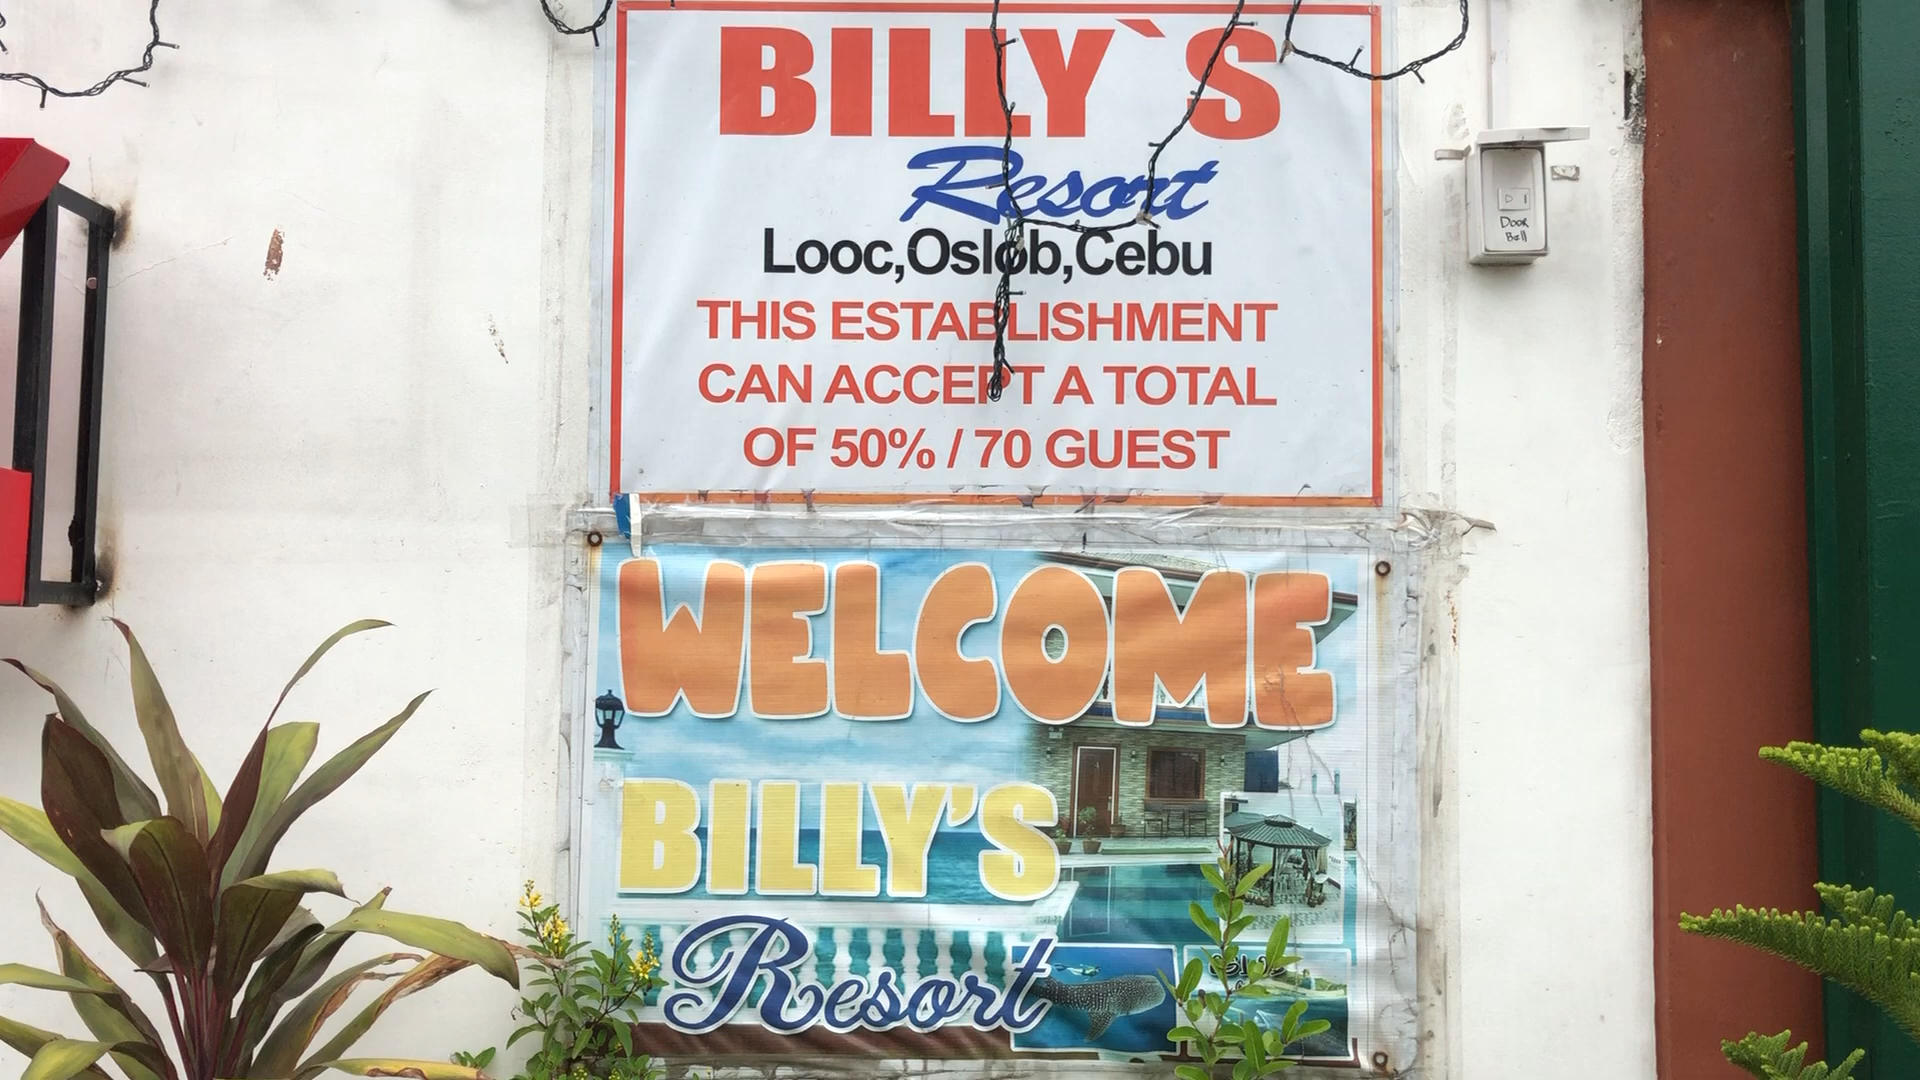 BILLY`S
Resort
Looc,Oslob,Cebu
THIS ESTABLISHMENT
CAN ACCEPT A TOTAL
OF 50% / 70 GUEST
Door
Bell
WELCOME
BILLY'S
Resort